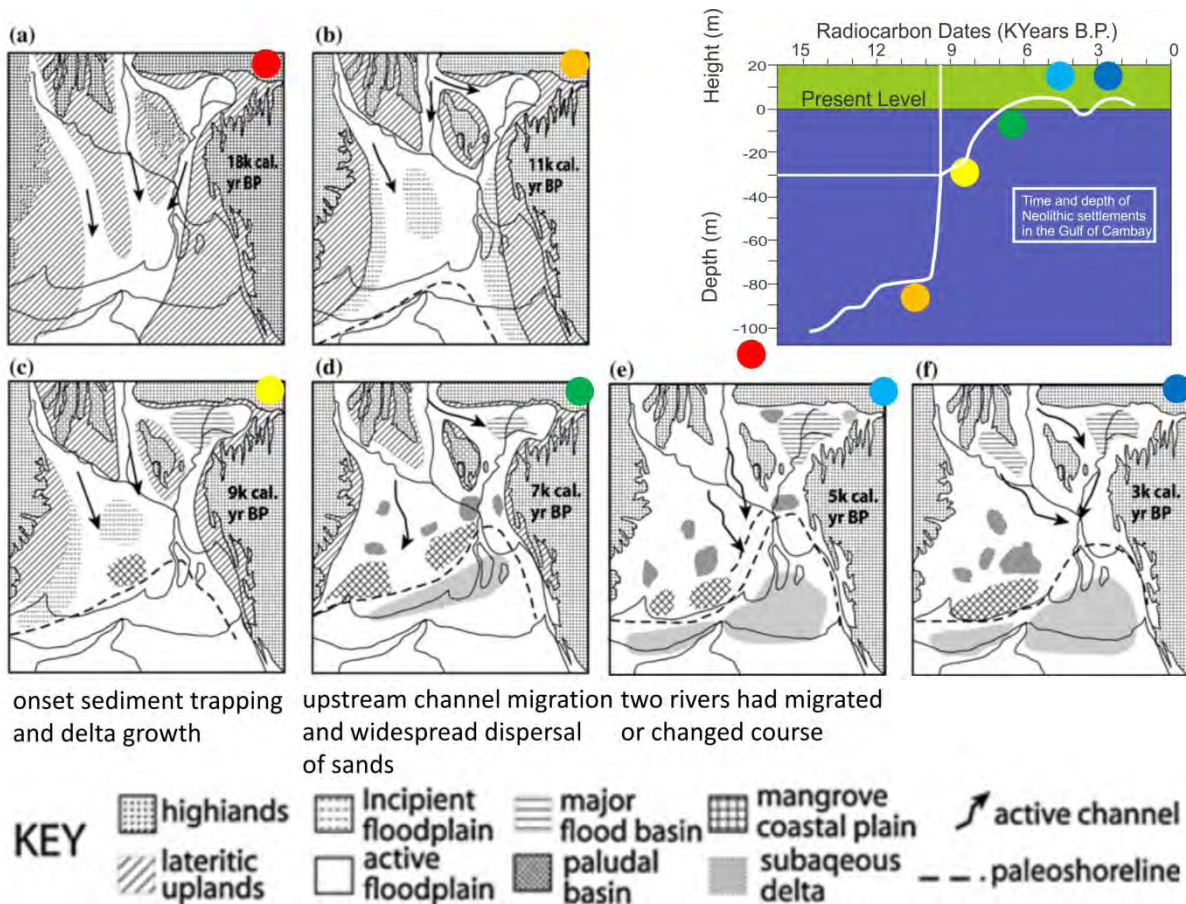 (a)
18k cal.
yr BP
(b)
11k cal.
yr BP
Radiocarbon Dates (KYears B.P.)
15 12 9 6 3 0
Height (m)
Depth (m)
20
0
-20
-40
-60
-80
-100
Present Level
Time and depth of
Neolithic settlements
in the Gulf of Cambay
(c)
9k cal.
yr BP
(d)
7k cal.
yr BP
(e)
5k cal.
yr BP
(f)
3k cal.
yr BP
onset sediment trapping
and delta growth
upstream channel migration
and widespread dispersal
of sands
two rivers had migrated
or changed course
KEY
highlands
lateritic
uplands
Incipient
floodplain
active
floodplain
major
flood basin
paludal
basin
mangrove
coastal plain
subaqeous
delta
active channel
paleoshoreline